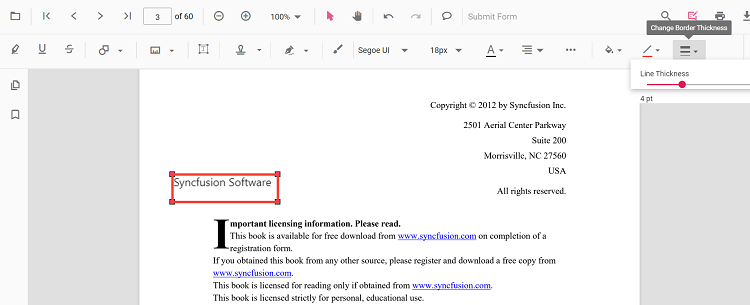 3 of 60 100% Submit Form
Change Border Thickness
T Segoe UI 18px A
Line Thickness
4 pt
Copyright © 2012 by Syncfusion Inc.
2501 Aerial Center Parkway
Suite 200
Morrisville, NC 27560
USA
Syncfusion Software
All rights reserved.
Important licensing information. Please read.
This book is available for free download from www.syncfusion.com on completion of a
registration form.
If you obtained this book from any other source, please register and download a free copy from
www.syncfusion.com.
This book is licensed for reading only if obtained from www.syncfusion.com.
This book is licensed strictly for personal, educational use.